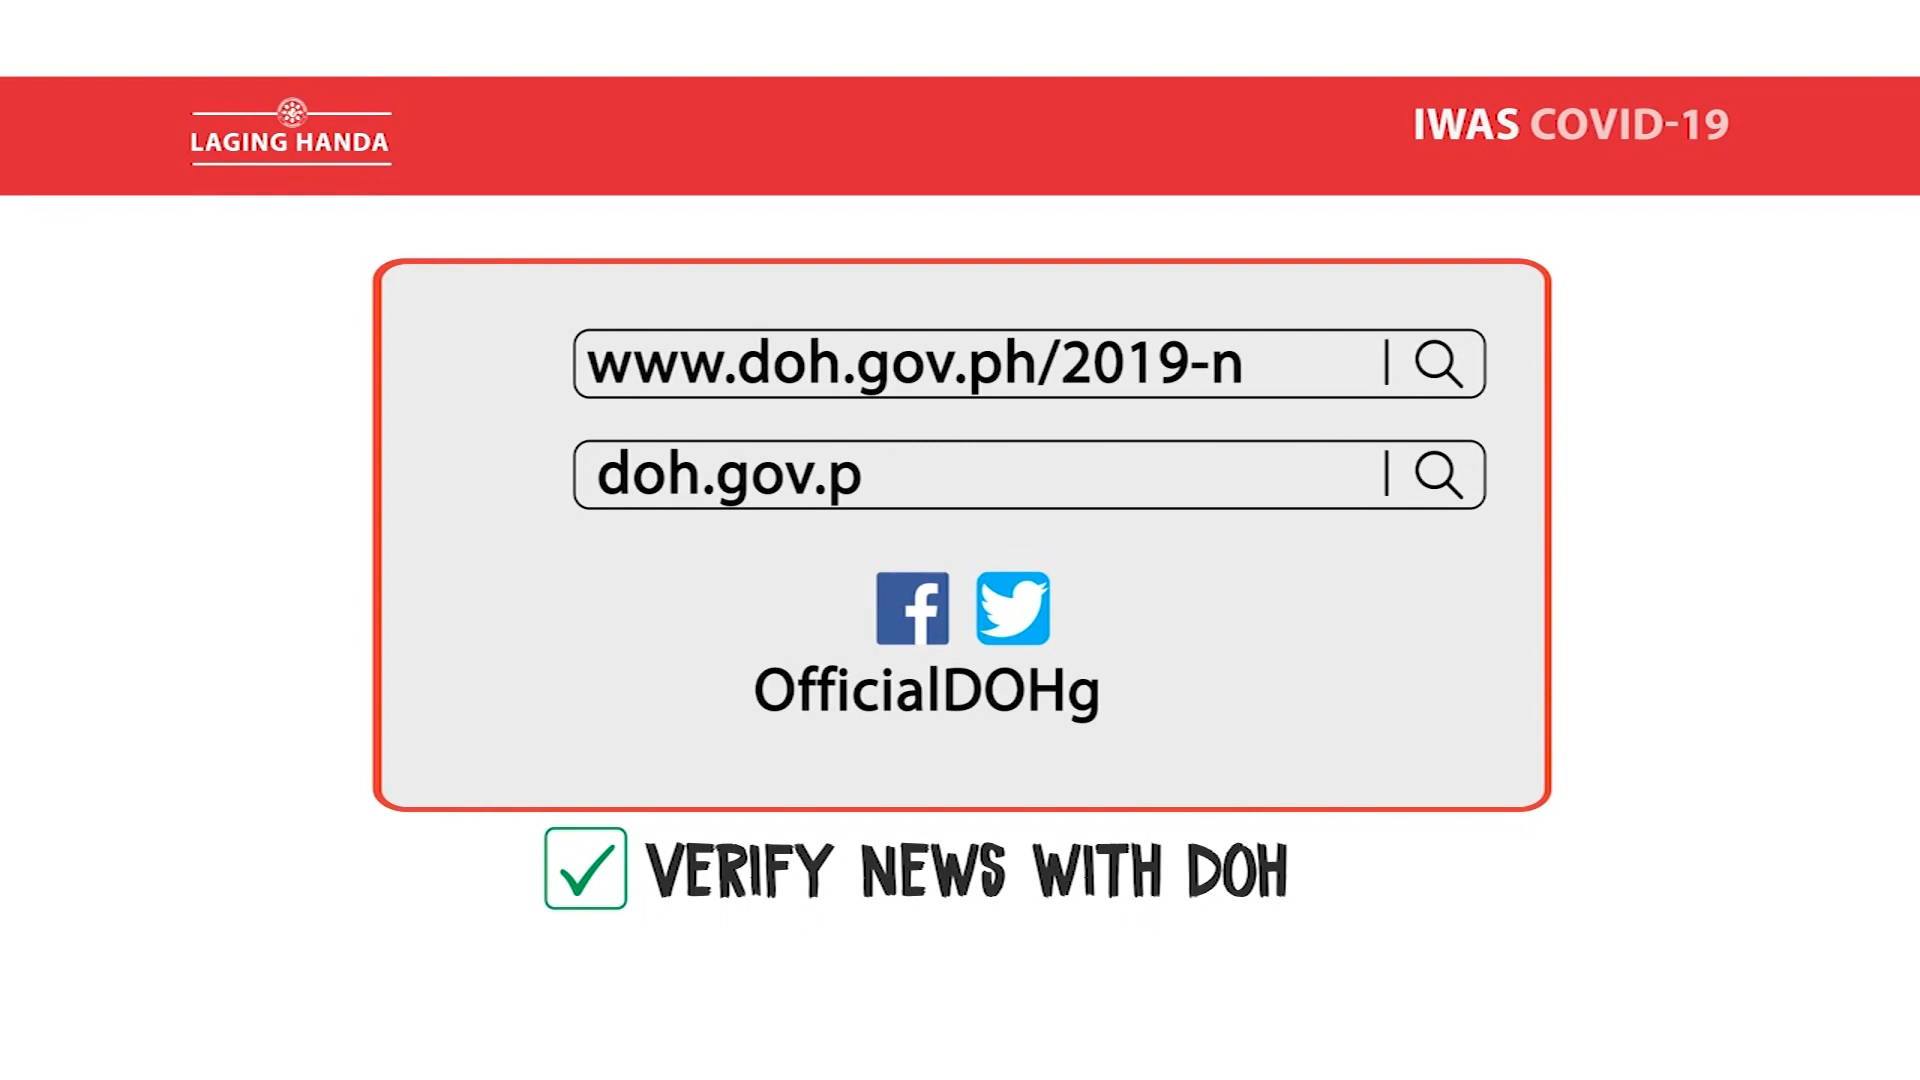 LAGING HANDA
IWAS COVID-19
www.doh.gov.ph/2019-n
doh.gov.p
OfficialDOHg
VERIFY NEWS WITH DOH